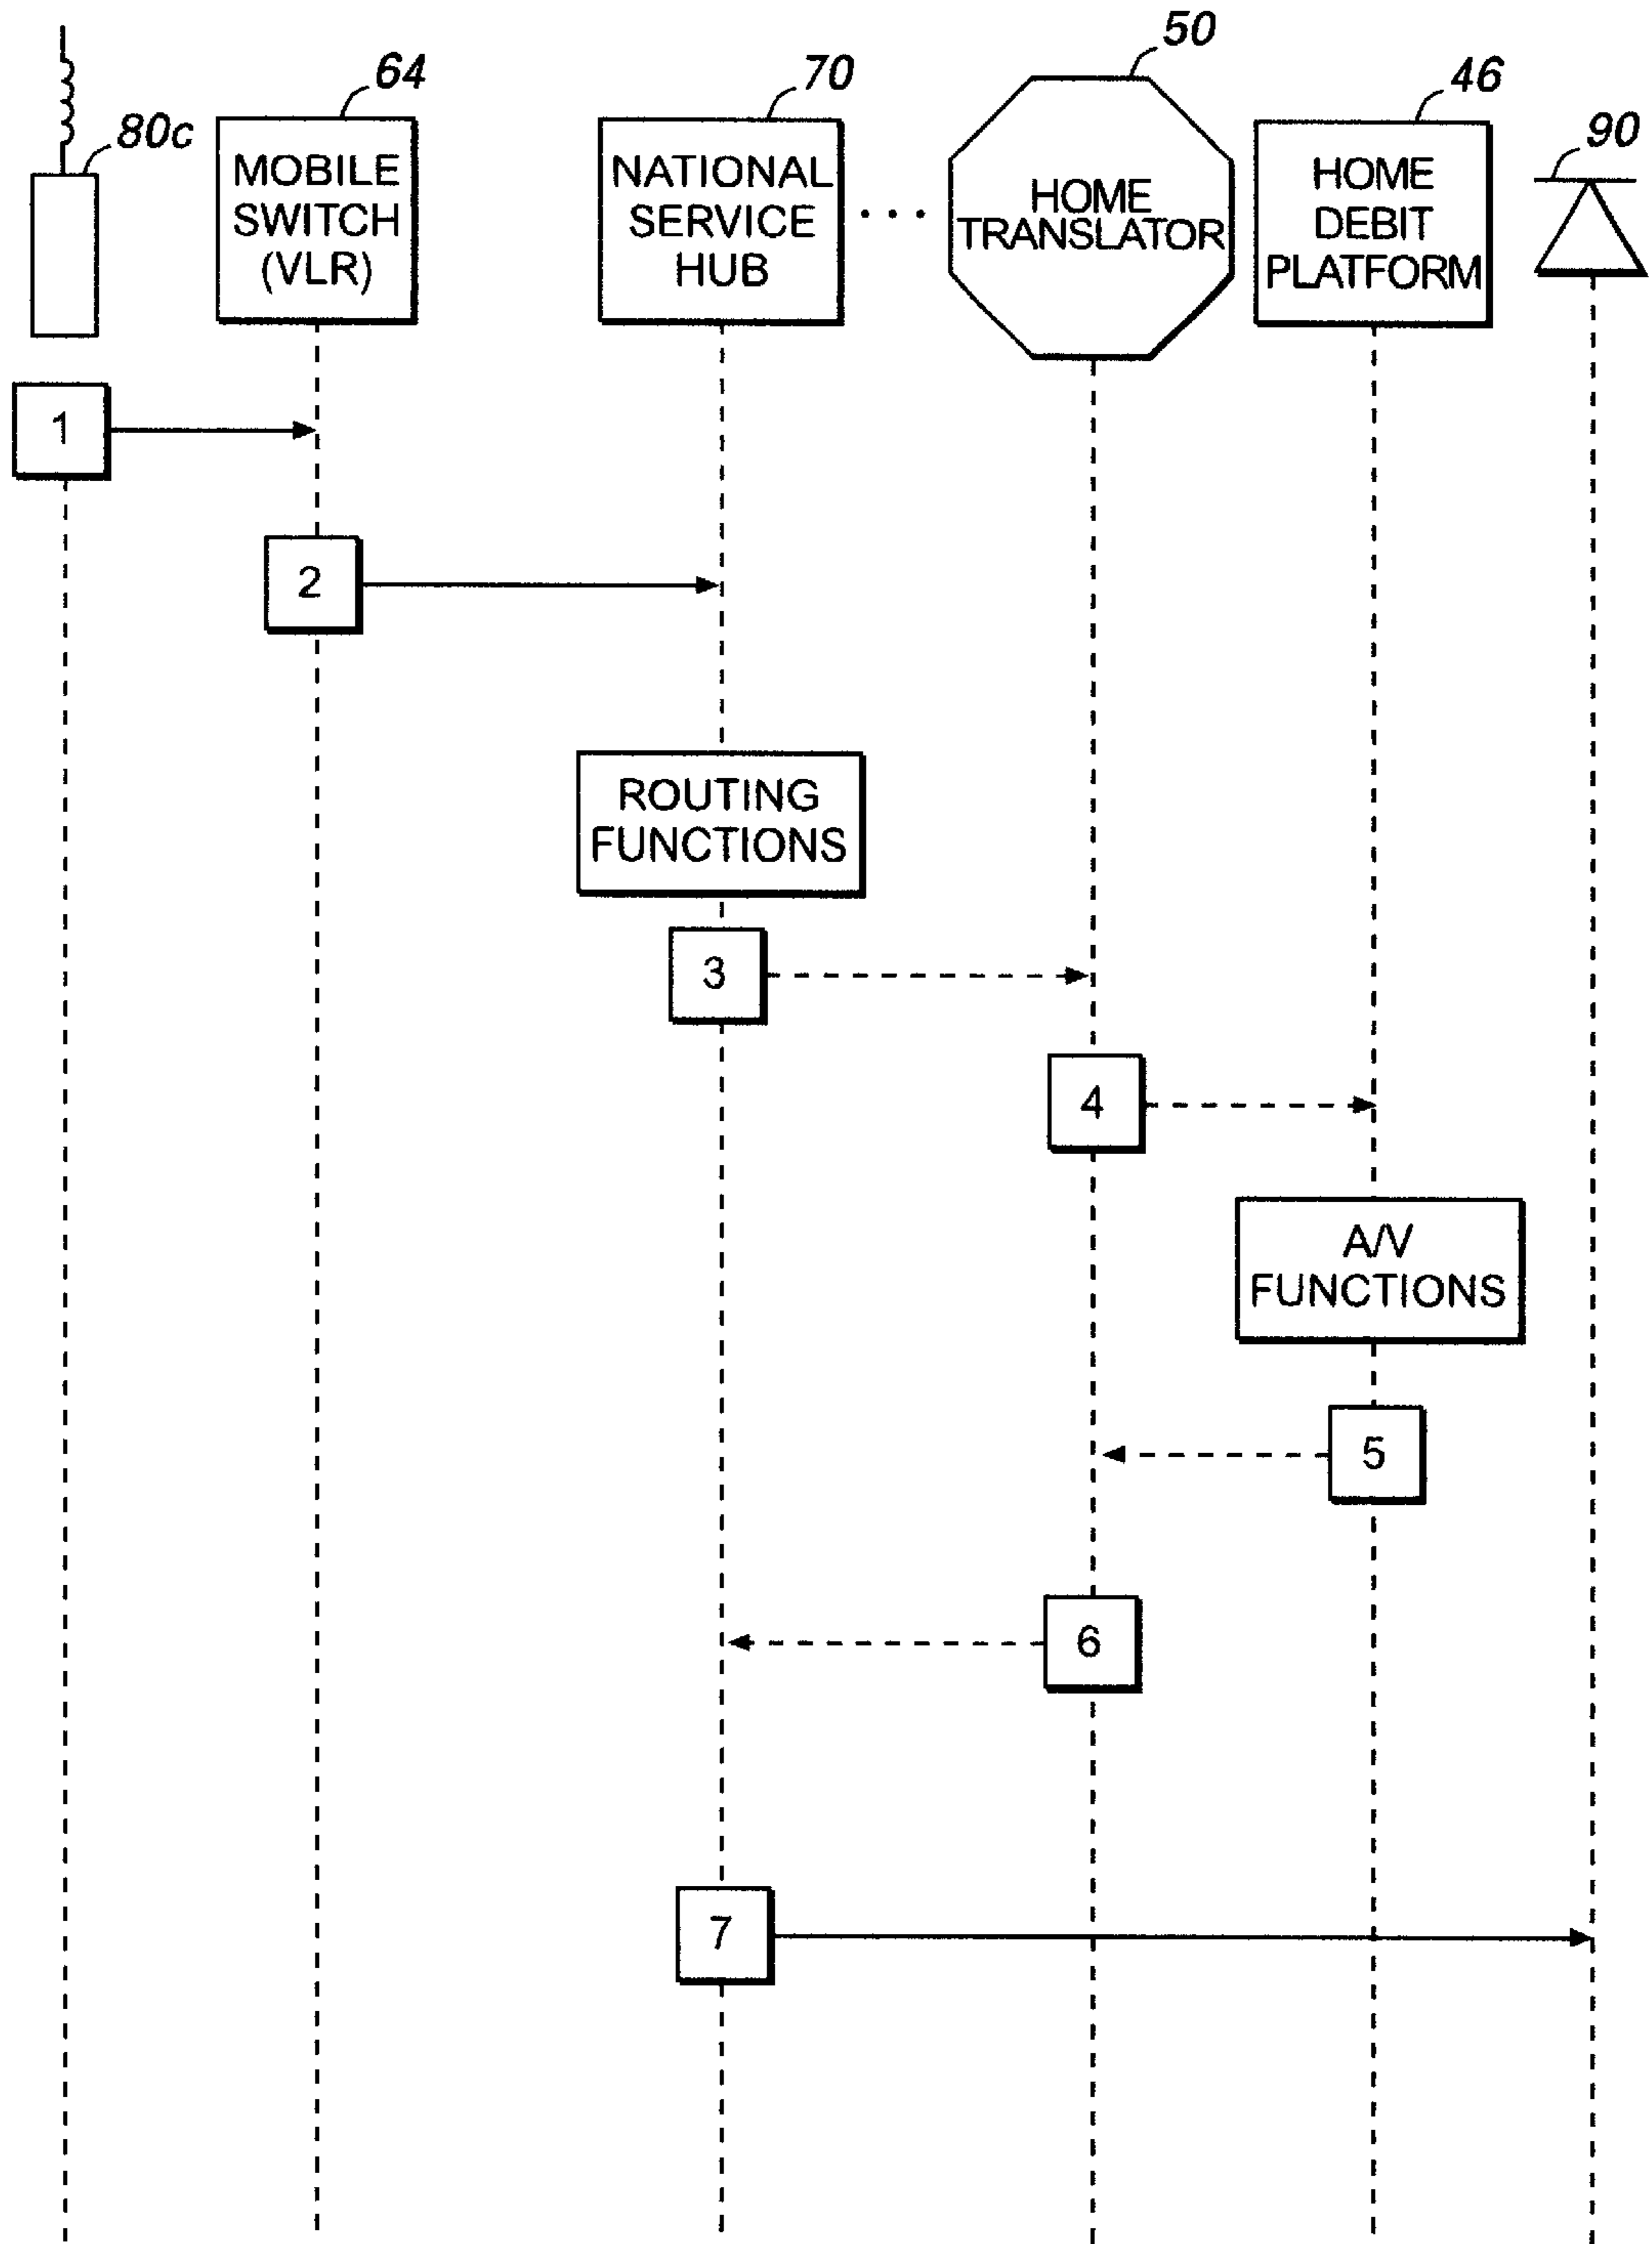 80c
64
MOBILE
SWITCH
(VLR)
70
NATIONAL
SERVICE
HUB
. . .
50
HOME
TRANSLATOR
46
HOME
DEBIT
PLATFORM
90
1
2
ROUTING
FUNCTIONS
3
4
A/V
FUNCTIONS
5
6
7